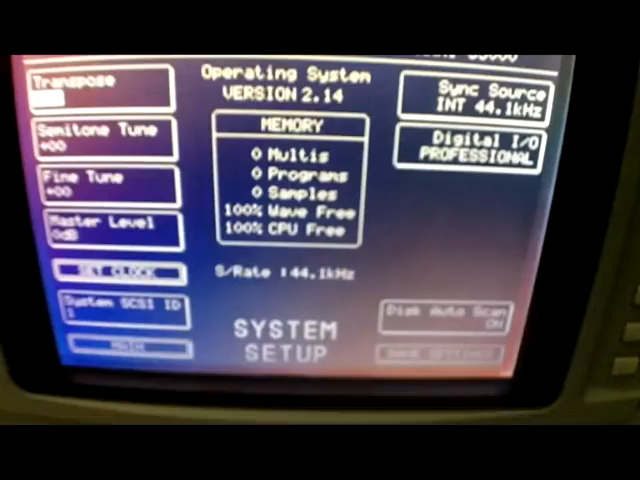 Transpose
Operating System
VERSION 2.14
Semitone Tune
+00
Fine Tune
+00
Master Level
0dB
SET CLOCK
System SCSI ID
MEMORY
0 Multis
0 Programs
0 Samples
100% Wave Free
100% CPU Free
S/Rate :44.1kHz
SYSTEM
SETUP
Sync Source
INT 44.1kHz
Digital I/O
PROFESSIONAL
Disk Auto Scan
ON